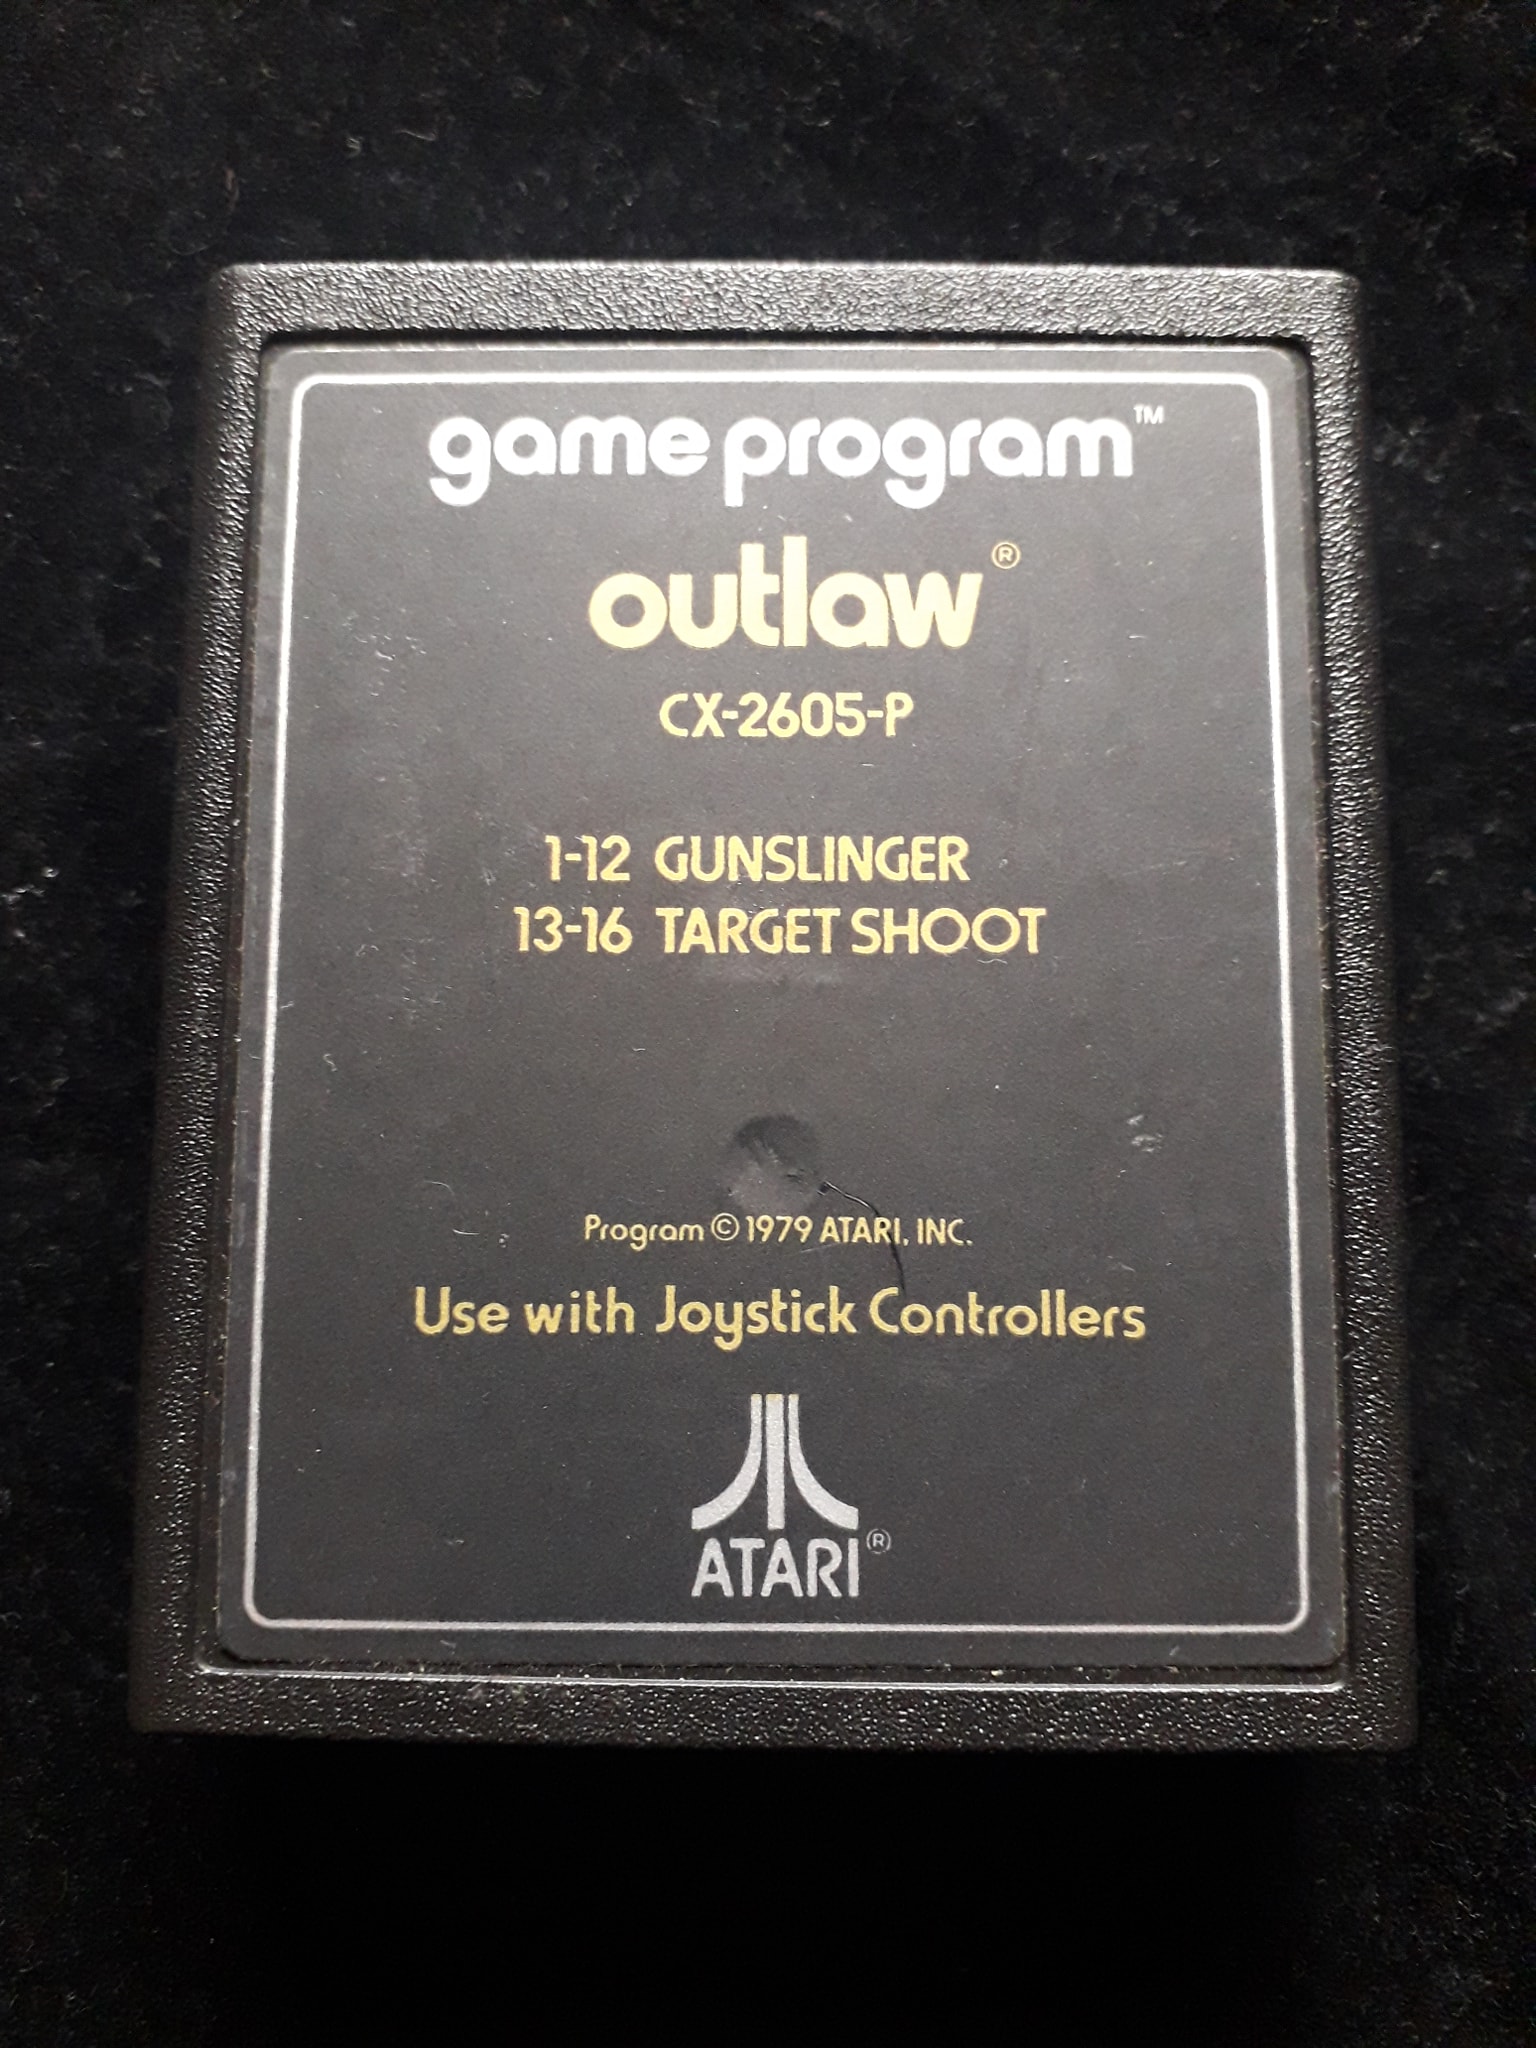 game program™
outlaw®
CX-2605-P
1-12 GUNSLINGER
13-16 TARGET SHOOT
Program © 1979 ATARI, INC.
Use with Joystick Controllers
ATARI®